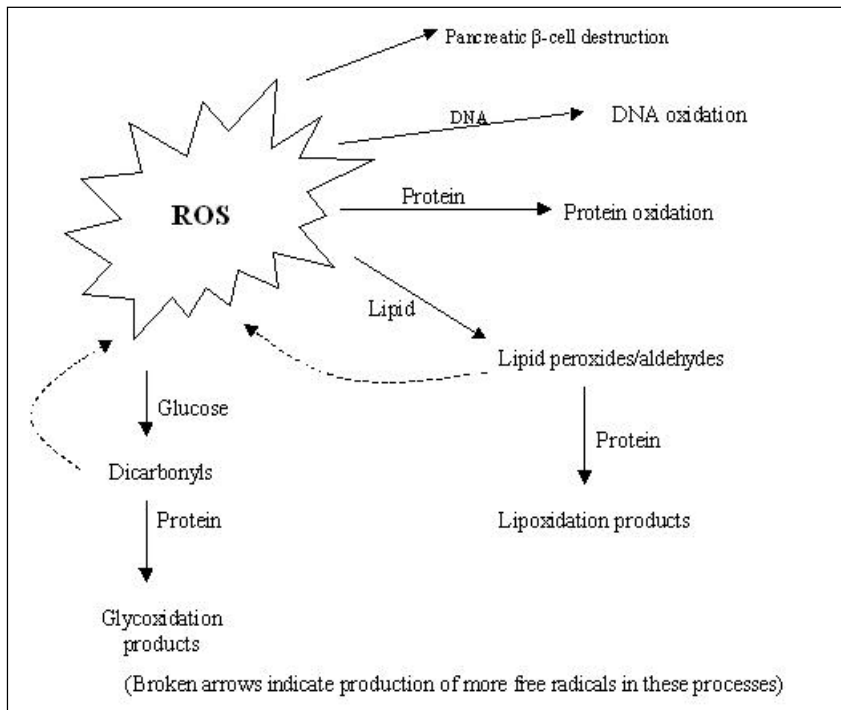 Pancreatic β-cell destruction
DNA
DNA oxidation
ROS
Protein
Protein oxidation
Lipid
Lipid peroxides/aldehydes
Glucose
Protein
Dicarbonyls
Protein
Lipoxidation products
Glycoxidation
products
(Broken arrows indicate production of more free radicals in these processes)